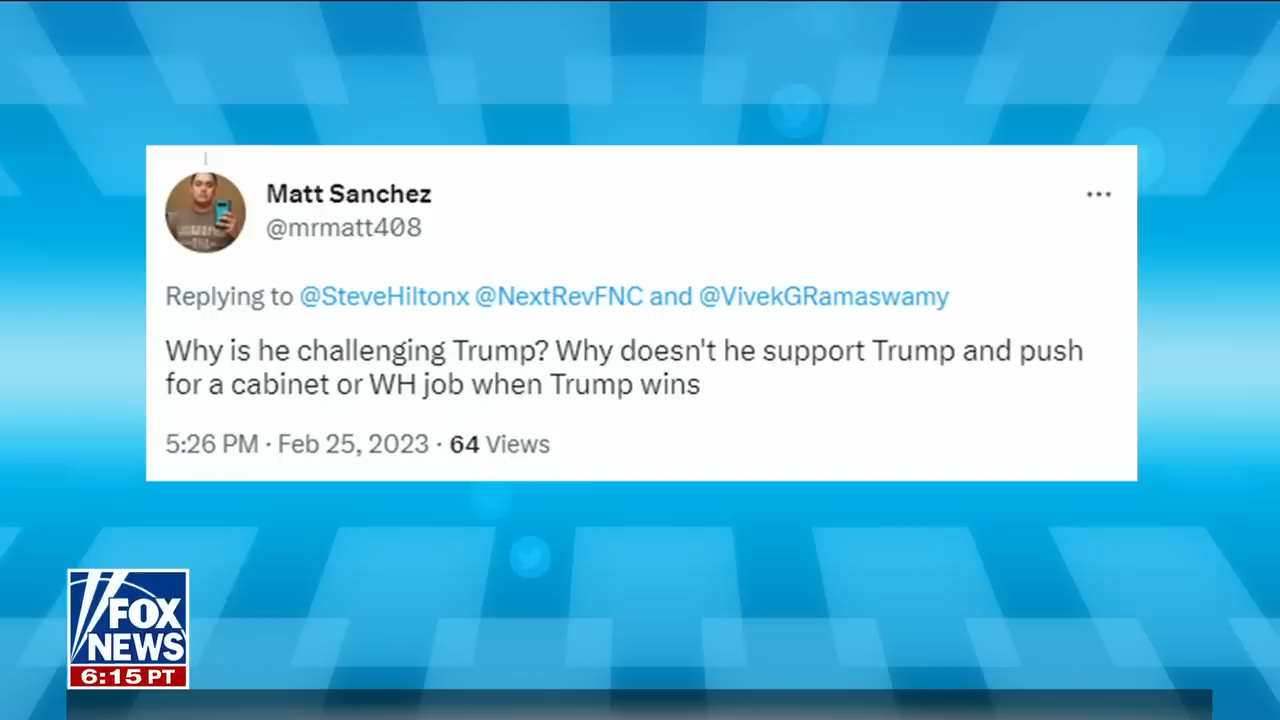 Matt Sanchez
@mrmatt408
Replying to @SteveHiltonx @NextRevFNC and @VivekGRamaswamy
Why is he challenging Trump? Why doesn't he support Trump and push
for a cabinet or WH job when Trump wins
5:26 PM · Feb 25, 2023 · 64 Views
FOX
NEWS
6:15 PT